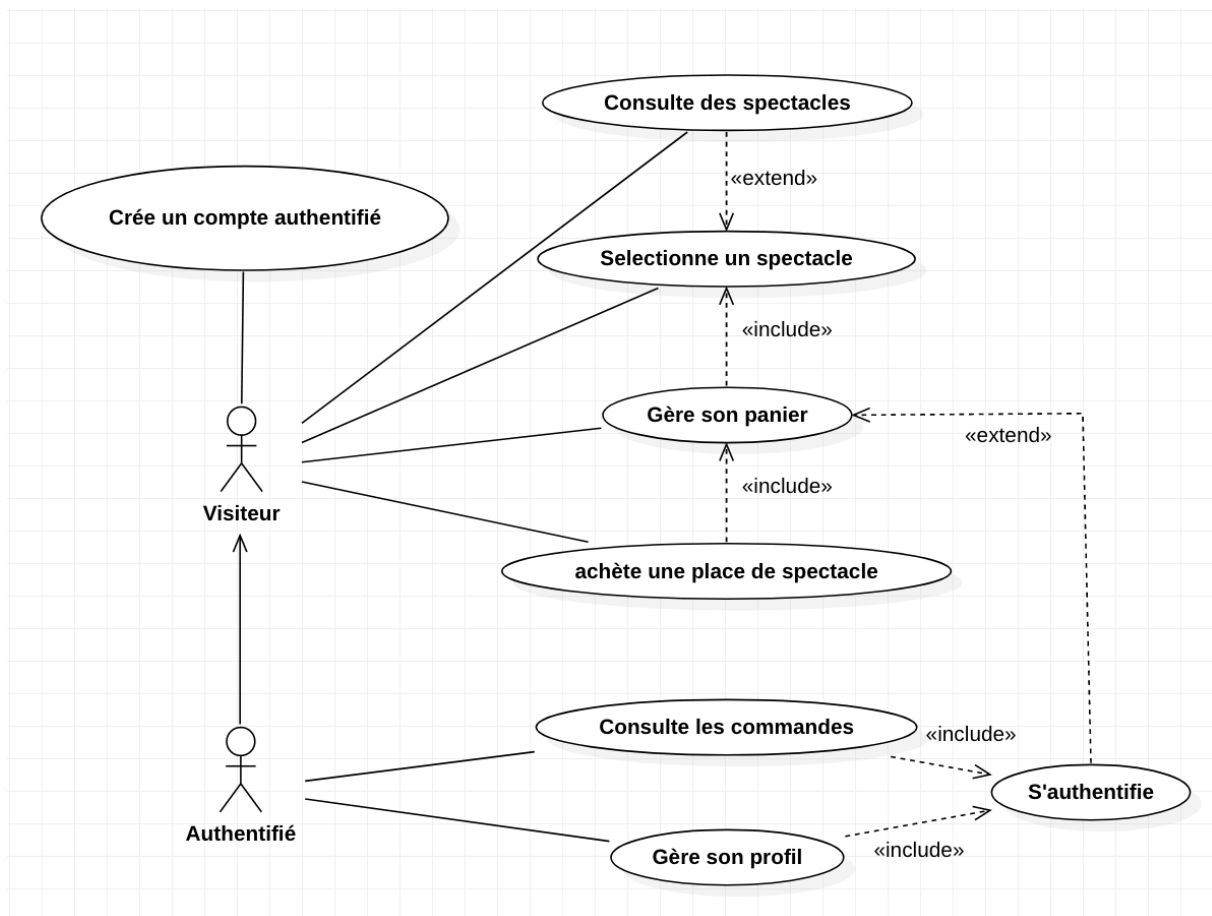 Consulte des spectacles
«extend»
Crée un compte authentifié
Selectionne un spectacle
«include»
Gère son panier
«extend»
«include»
Visiteur
achète une place de spectacle
Consulte les commandes
«include»
S'authentifie
Authentifié
Gère son profil
«include»